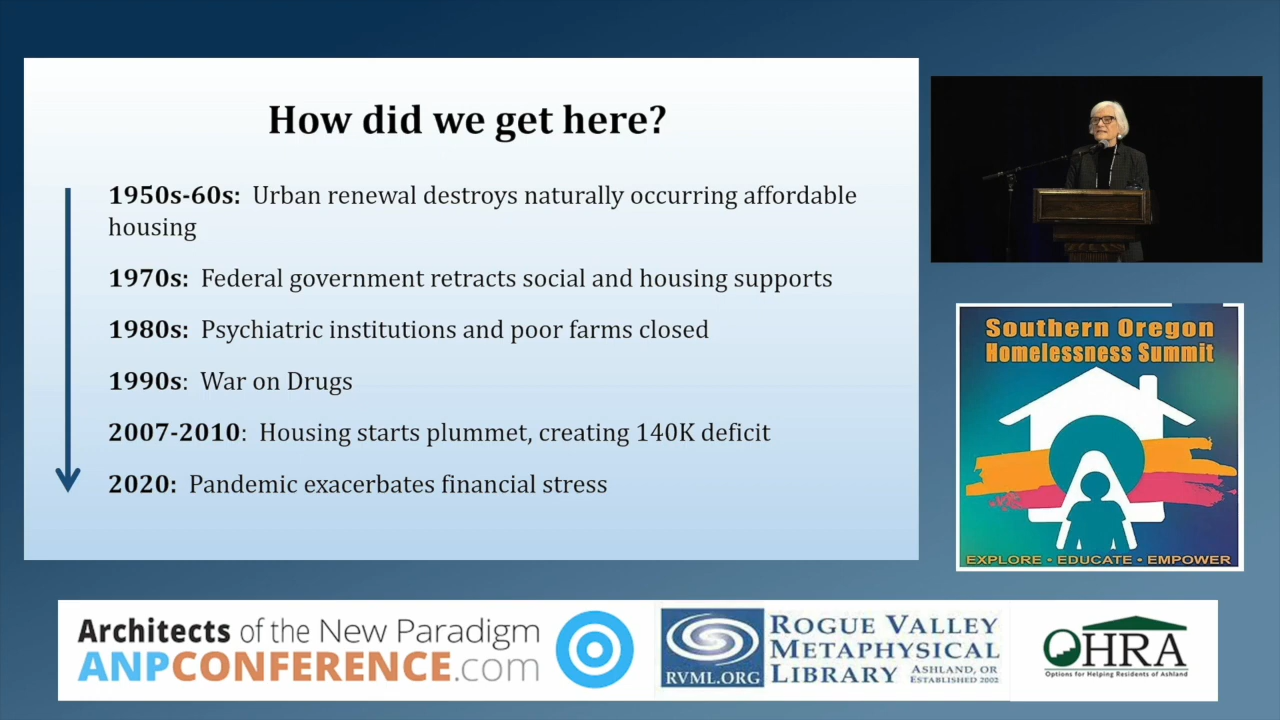 How did we get here?
1950s-60s: Urban renewal destroys naturally occurring affordable
housing
1970s: Federal government retracts social and housing supports
1980s: Psychiatric institutions and poor farms closed
1990s: War on Drugs
2007-2010: Housing starts plummet, creating 140K deficit
2020: Pandemic exacerbates financial stress
Southern Oregon
Homelessness Summit
EXPLORE • EDUCATE • EMPOWER
Architects of the New Paradigm
ANPCONFERENCE.com
RVML.ORG
ROGUE VALLEY
METAPHYSICAL
LIBRARY
ASHLAND, OR
ESTABLISHED 2002
OHRA
Options for Helping Residents of Ashland